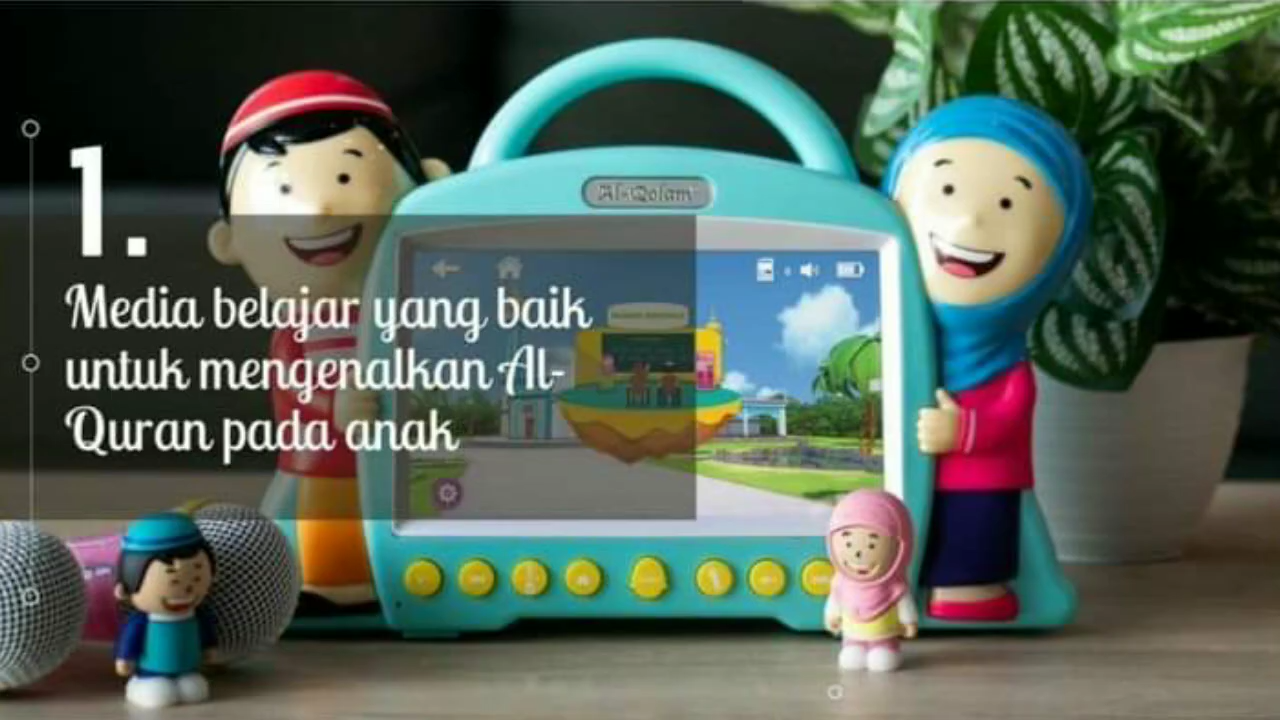 Al-Qolam
1.
Media belajar yang baik
untuk mengenalkan Al-
Quran pada anak